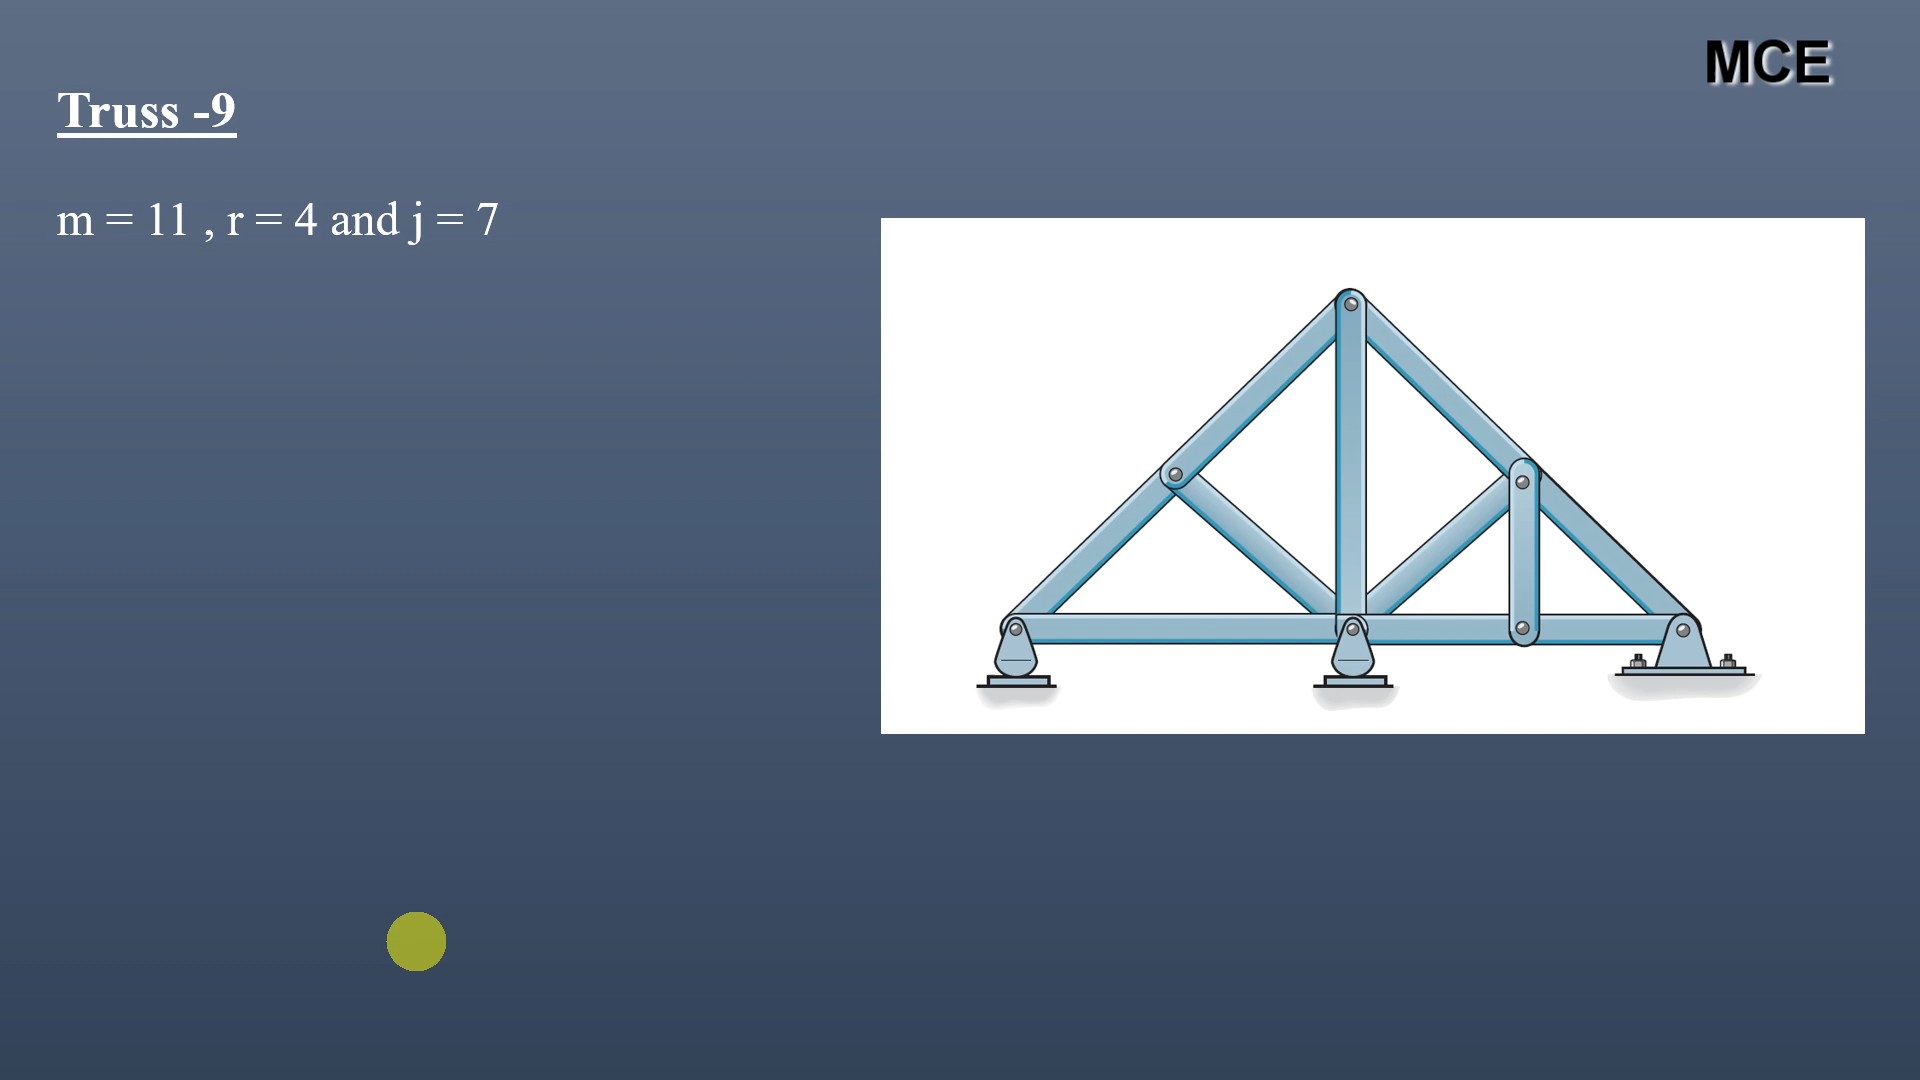 MCE
Truss -9
m = 11 , r = 4 and j = 7